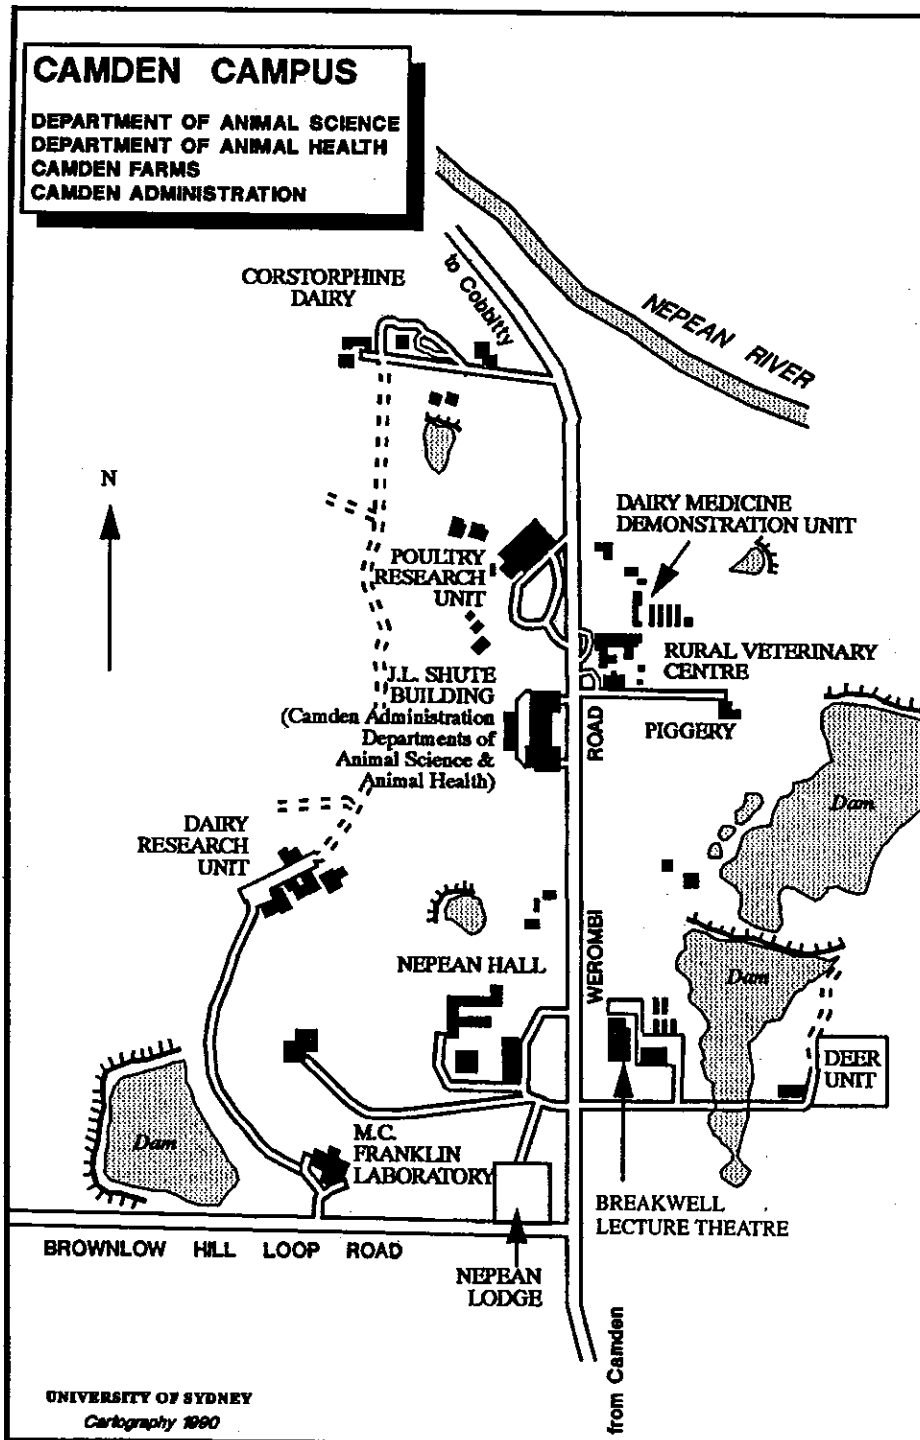 CAMDEN CAMPUS
DEPARTMENT OF ANIMAL SCIENCE
DEPARTMENT OF ANIMAL HEALTH
CAMDEN FARMS
CAMDEN ADMINISTRATION
CORSTORPHINE
DAIRY
to Cobbitty
NEPEAN RIVER
N
DAIRY MEDICINE
DEMONSTRATION UNIT
POULTRY
RESEARCH
UNIT
RURAL VETERINARY
CENTRE
J.L. SHUTE
BUILDING
(Camden Administration
Departments of
Animal Science &
Animal Health)
PIGGERY
WEROMBI ROAD
Dam
DAIRY
RESEARCH
UNIT
NEPEAN HALL
Dam
DEER
UNIT
Dam
M.C.
FRANKLIN
LABORATORY
BREAKWELL
LECTURE THEATRE
BROWNLOW HILL LOOP ROAD
NEPEAN
LODGE
from Camden
UNIVERSITY OF SYDNEY
Cartography 1990